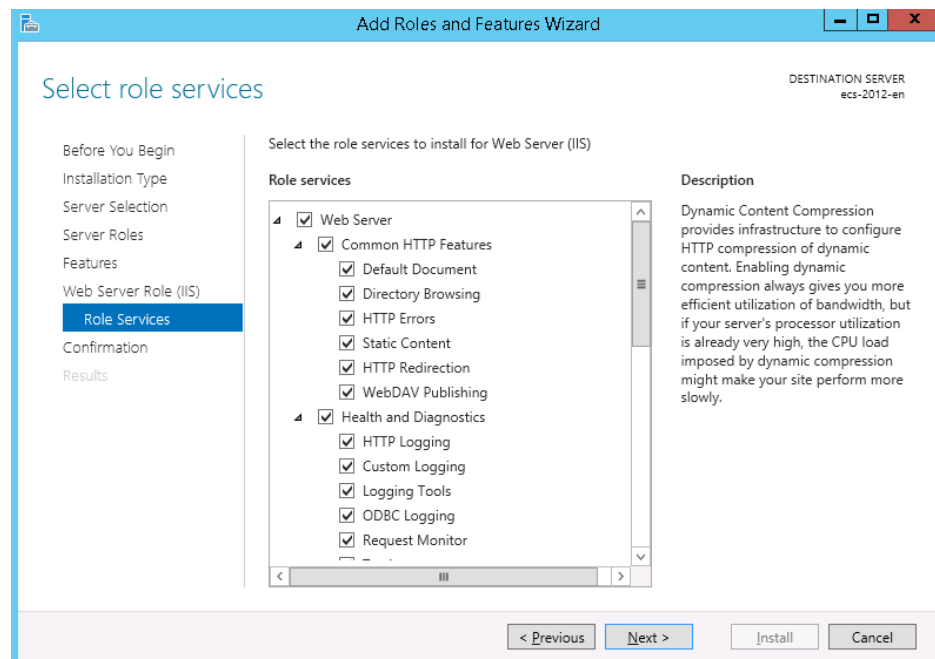 Add Roles and Features Wizard
Select role services
DESTINATION SERVER
ecs-2012-en
Before You Begin
Installation Type
Server Selection
Server Roles
Features
Web Server Role (IIS)
Role Services
Confirmation
Results
Select the role services to install for Web Server (IIS)
Role services
Web Server
Common HTTP Features
Default Document
Directory Browsing
HTTP Errors
Static Content
HTTP Redirection
WebDAV Publishing
Health and Diagnostics
HTTP Logging
Custom Logging
Logging Tools
ODBC Logging
Request Monitor
Description
Dynamic Content Compression
provides infrastructure to configure
HTTP compression of dynamic
content. Enabling dynamic
compression always gives you more
efficient utilization of bandwidth, but
if your server's processor utilization
is already very high, the CPU load
imposed by dynamic compression
might make your site perform more
slowly.
< Previous
Next >
Install
Cancel